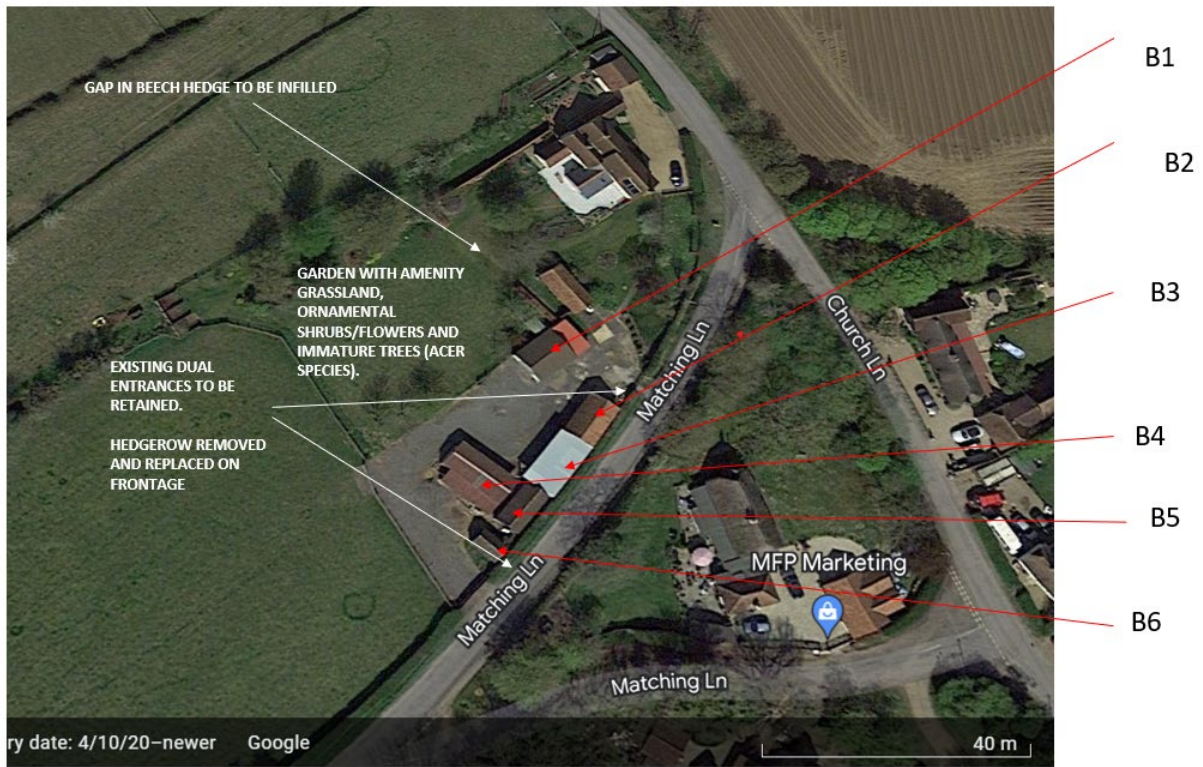 GAP IN BEECH HEDGE TO BE INFILLED
B1
B2
GARDEN WITH AMENITY
GRASSLAND,
ORNAMENTAL
SHRUBS/FLOWERS AND
IMMATURE TREES (ACER
SPECIES).
B3
Church Ln
Matching Ln
EXISTING DUAL
ENTRANCES TO BE
RETAINED.
HEDGEROW REMOVED
AND REPLACED ON
FRONTAGE
B4
B5
MFP Marketing
Matching Ln
B6
Matching Ln
ry date: 4/10/20–newer Google
40 m